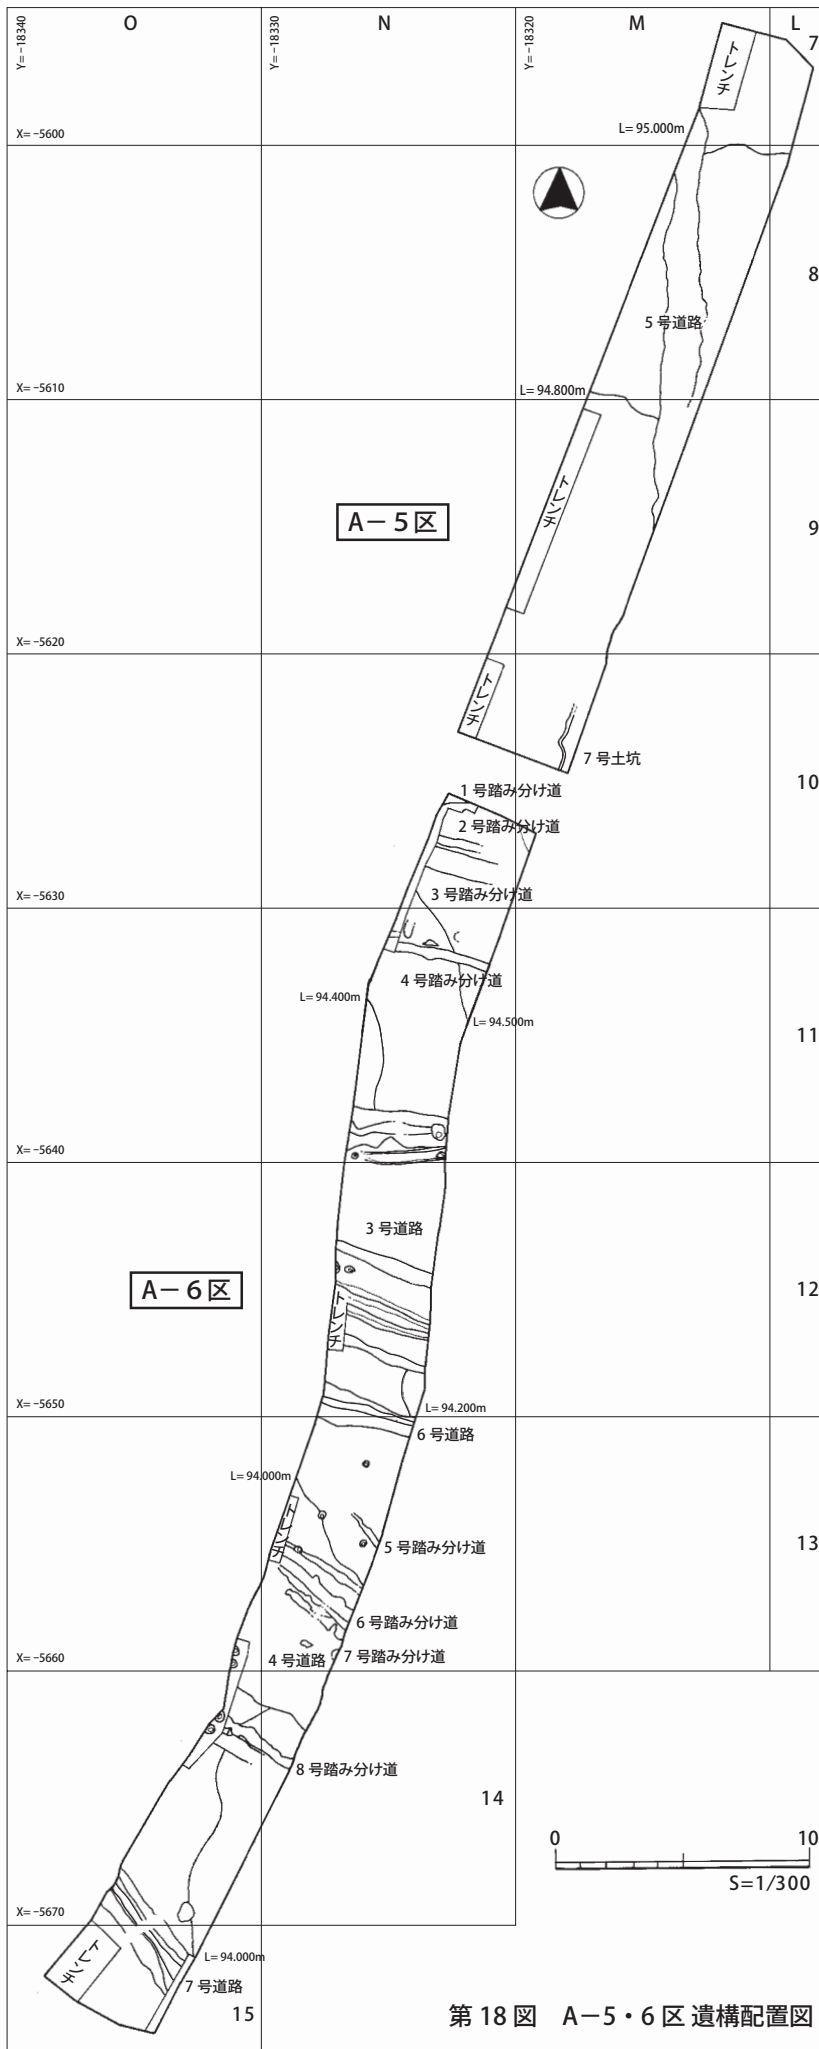 O
N
M
L
Y= -18340
Y= -18330
Y= -18320
7
トレンチ
L= 95.000m
X= -5600
8
5 号道路
X= -5610
L= 94.800m
トレンチ
A－5 区
9
X= -5620
トレンチ
7 号土坑
10
1 号踏み分け道
2 号踏み分け道
3 号踏み分け道
X= -5630
4 号踏み分け道
L= 94.400m
L= 94.500m
11
X= -5640
3 号道路
A－6 区
12
トレンチ
X= -5650
L= 94.200m
6 号道路
L= 94.000m
トレンチ
5 号踏み分け道
13
6 号踏み分け道
X= -5660
4 号道路
7 号踏み分け道
8 号踏み分け道
14
0
10
S=1/300
X= -5670
トレンチ
L= 94.000m
7 号道路
15
第 18 図 A－5・6 区 遺構配置図